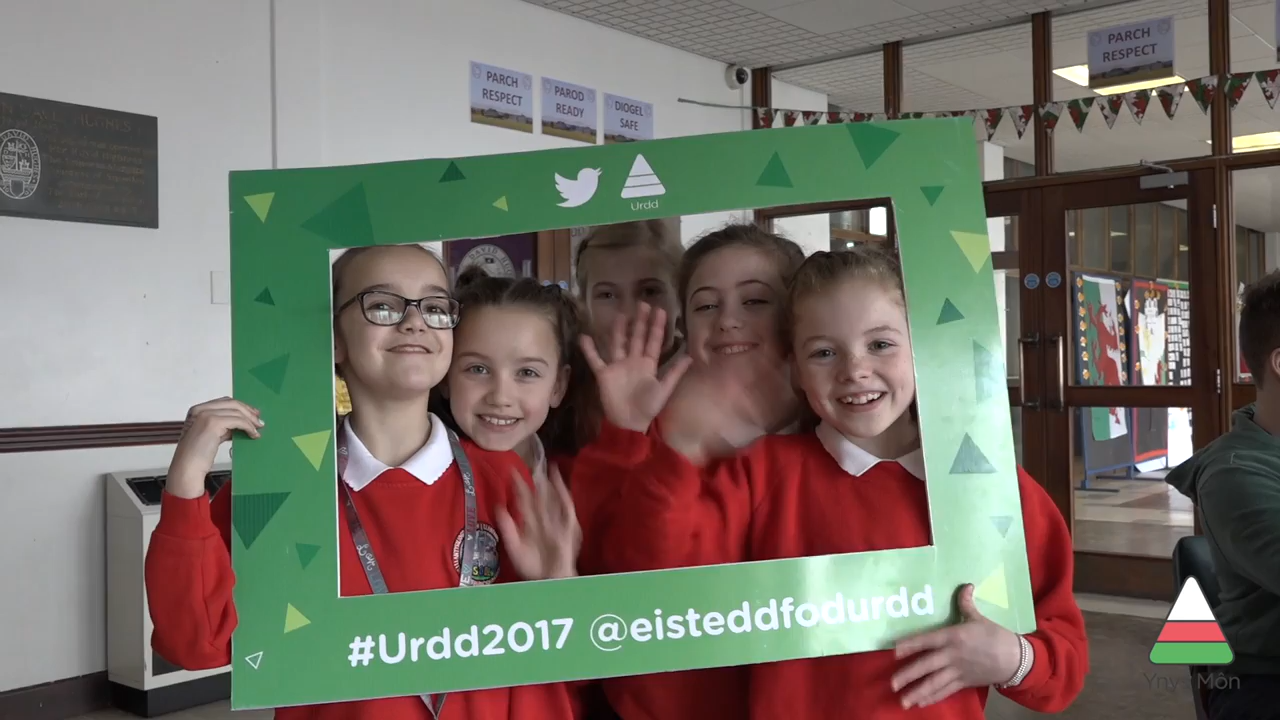 PARCH
RESPECT
PAROD
READY
DIOGEL
SAFE
PARCH
RESPECT
Urdd
#Urdd2017 @eisteddfodurdd
Ynys Môn